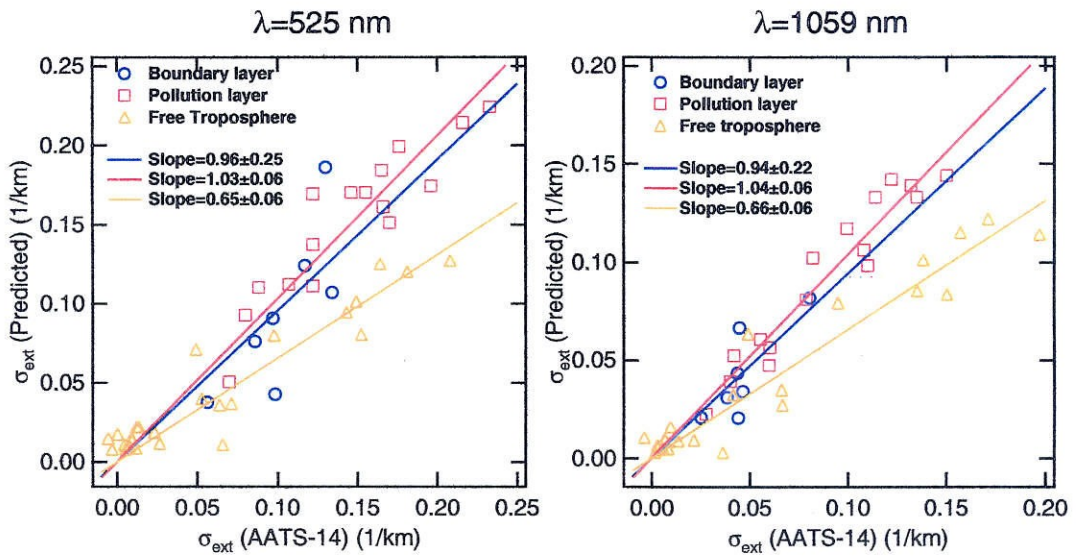 λ=525 nm
0.25
0.20
0.15
0.10
0.05
0.00
σext (Predicted) (1/km)
Boundary layer
Pollution layer
Free Troposphere
Slope=0.96±0.25
Slope=1.03±0.06
Slope=0.65±0.06
0.00 0.05 0.10 0.15 0.20 0.25
σext (AATS-14) (1/km)
λ=1059 nm
0.20
0.15
0.10
0.05
0.00
σext (Predicted) (1/km)
Boundary layer
Pollution layer
Free troposphere
Slope=0.94±0.22
Slope=1.04±0.06
Slope=0.66±0.06
0.00 0.05 0.10 0.15 0.20
σext (AATS-14) (1/km)